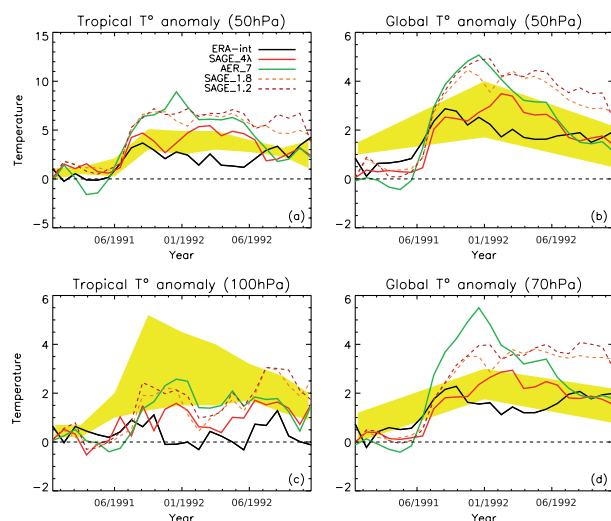 Tropical T° anomaly (50hPa)
Global T° anomaly (50hPa)
15
10
5
0
−5
Temperature
ERA−int
SAGE_4λ
AER_7
SAGE_1.8
SAGE_1.2
(a)
06/1991 01/1992 06/1992
Year
6
4
2
0
−2
(b)
06/1991 01/1992 06/1992
Year
Tropical T° anomaly (100hPa)
Global T° anomaly (70hPa)
6
4
2
0
−2
Temperature
(c)
06/1991 01/1992 06/1992
Year
6
4
2
0
−2
(d)
06/1991 01/1992 06/1992
Year